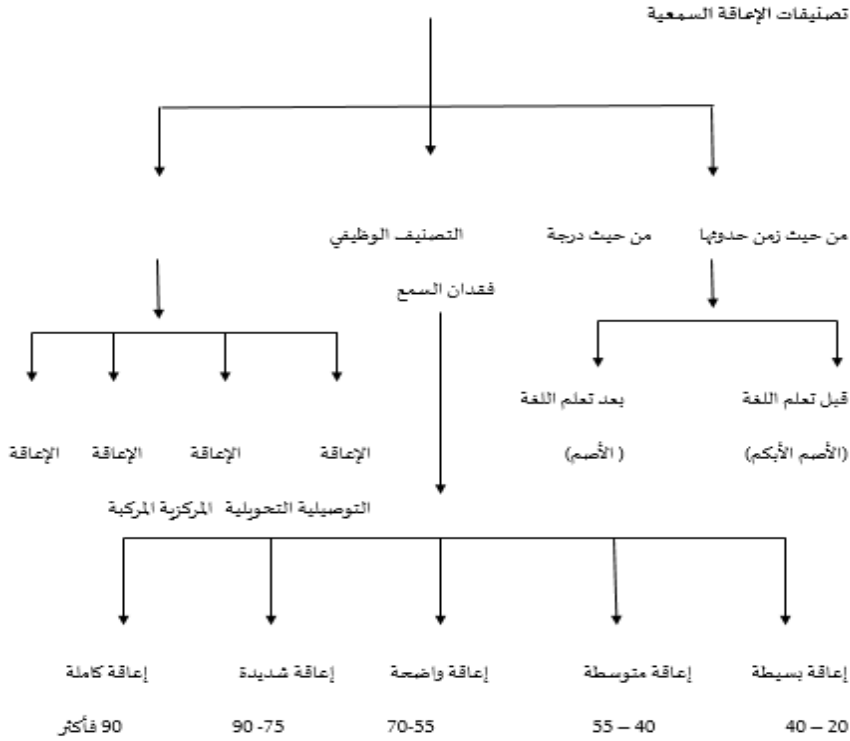 تصنيفات الإعاقة السمعية
من حيث زمن حدوثها من حيث درجة التصنيف الوظيفي
فقدان السمع
قبل تعلم اللغة بعد تعلم اللغة
(الأصم الأبكم) ( الأصم) الإعاقة الإعاقة الإعاقة الإعاقة
التوصيلية التحويلية المركزية المركبة
إعاقة بسيطة إعاقة متوسطة إعاقة واضحة إعاقة شديدة إعاقة كاملة
20 – 40 40 – 55 55-70 75- 90 90 فأكثر